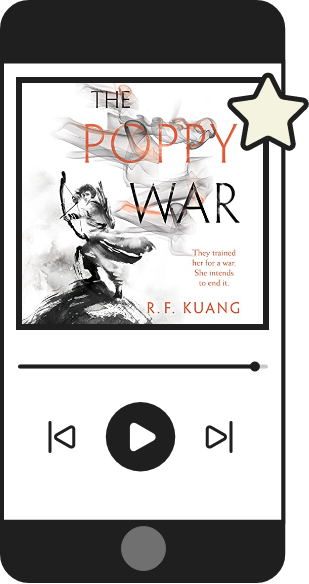 THE
POPPY
WAR
They trained
her for a war.
She intends
to end it.
R.F. KUANG